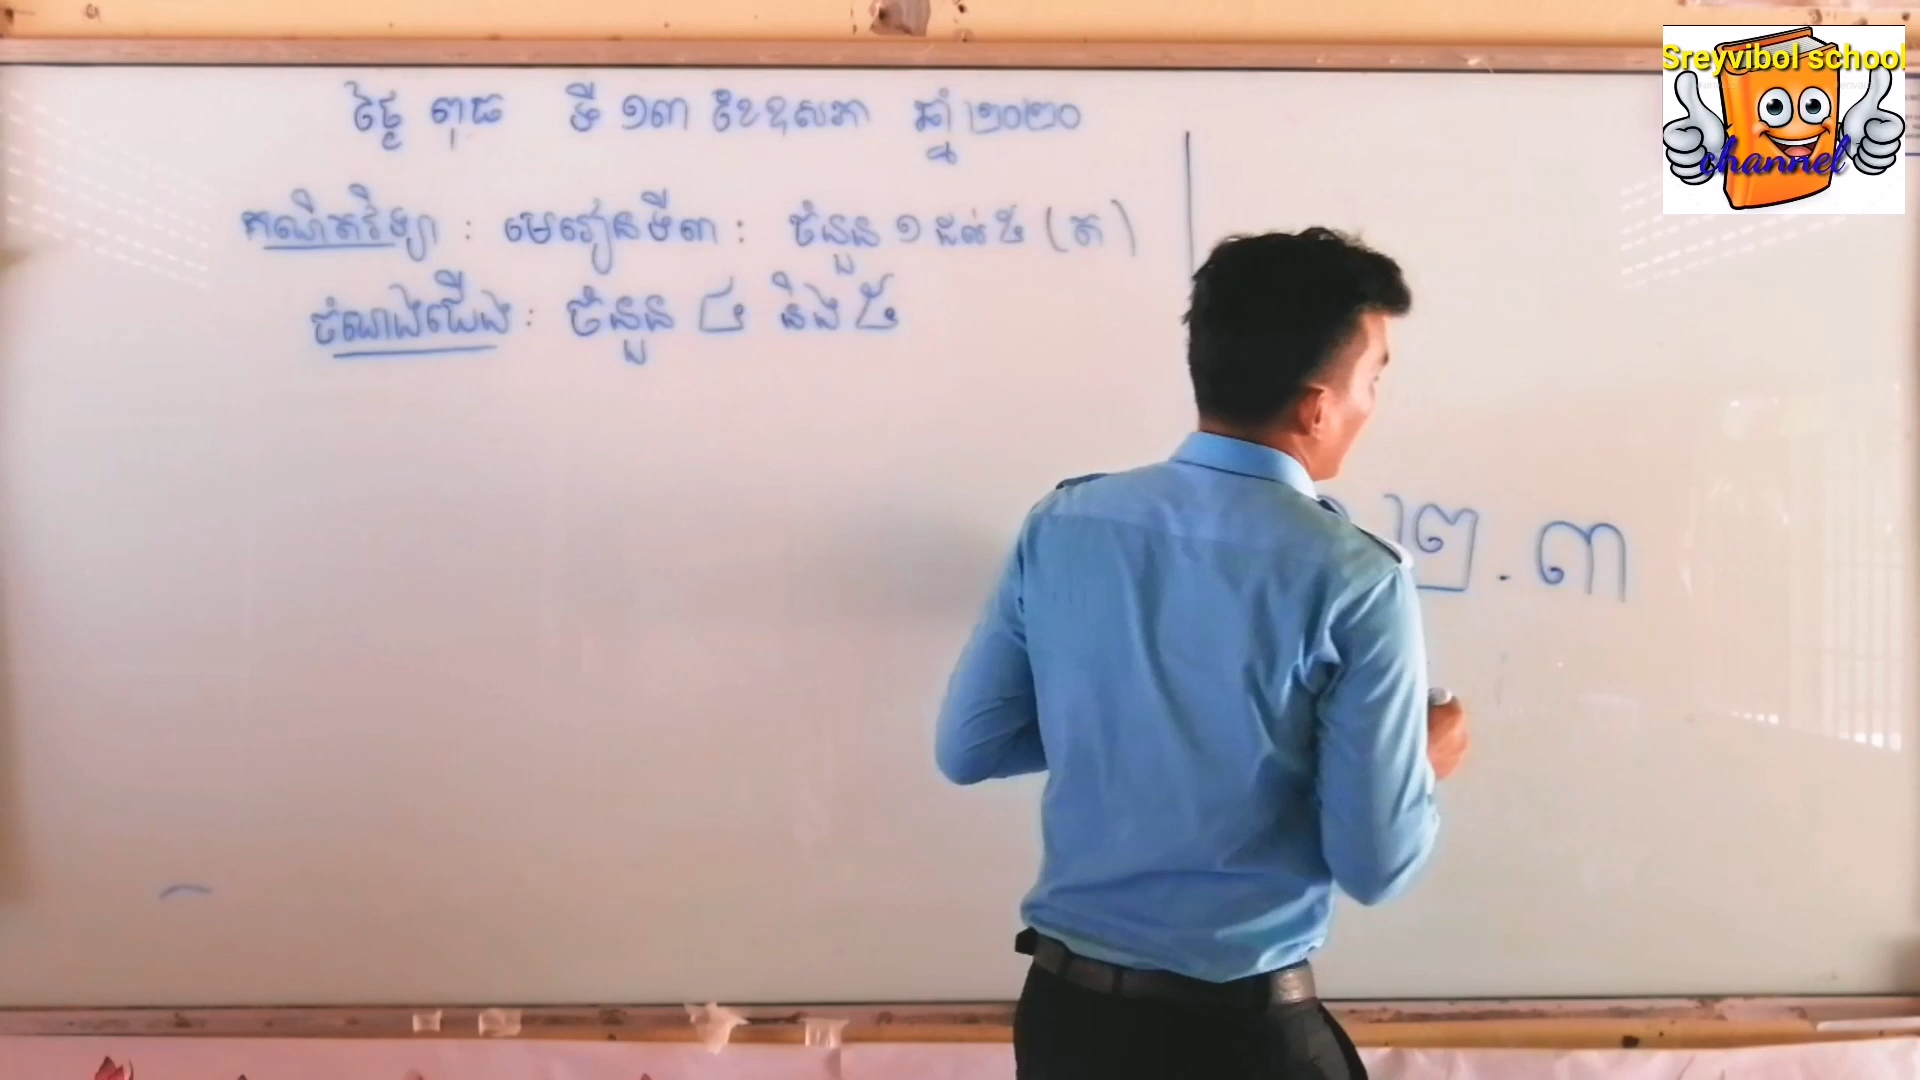 ថ្ងៃ ពុធ ទី ១៣ ខែឧសភា ឆ្នាំ ២០២០
គណិតវិទ្យា : មេរៀនទី៣ : ចំនួន ១ ដល់ ៥ (ត)
ចំណងជើង : ចំនួន ៤ និង ៥
២ . ៣
Sreyvibol school
channel